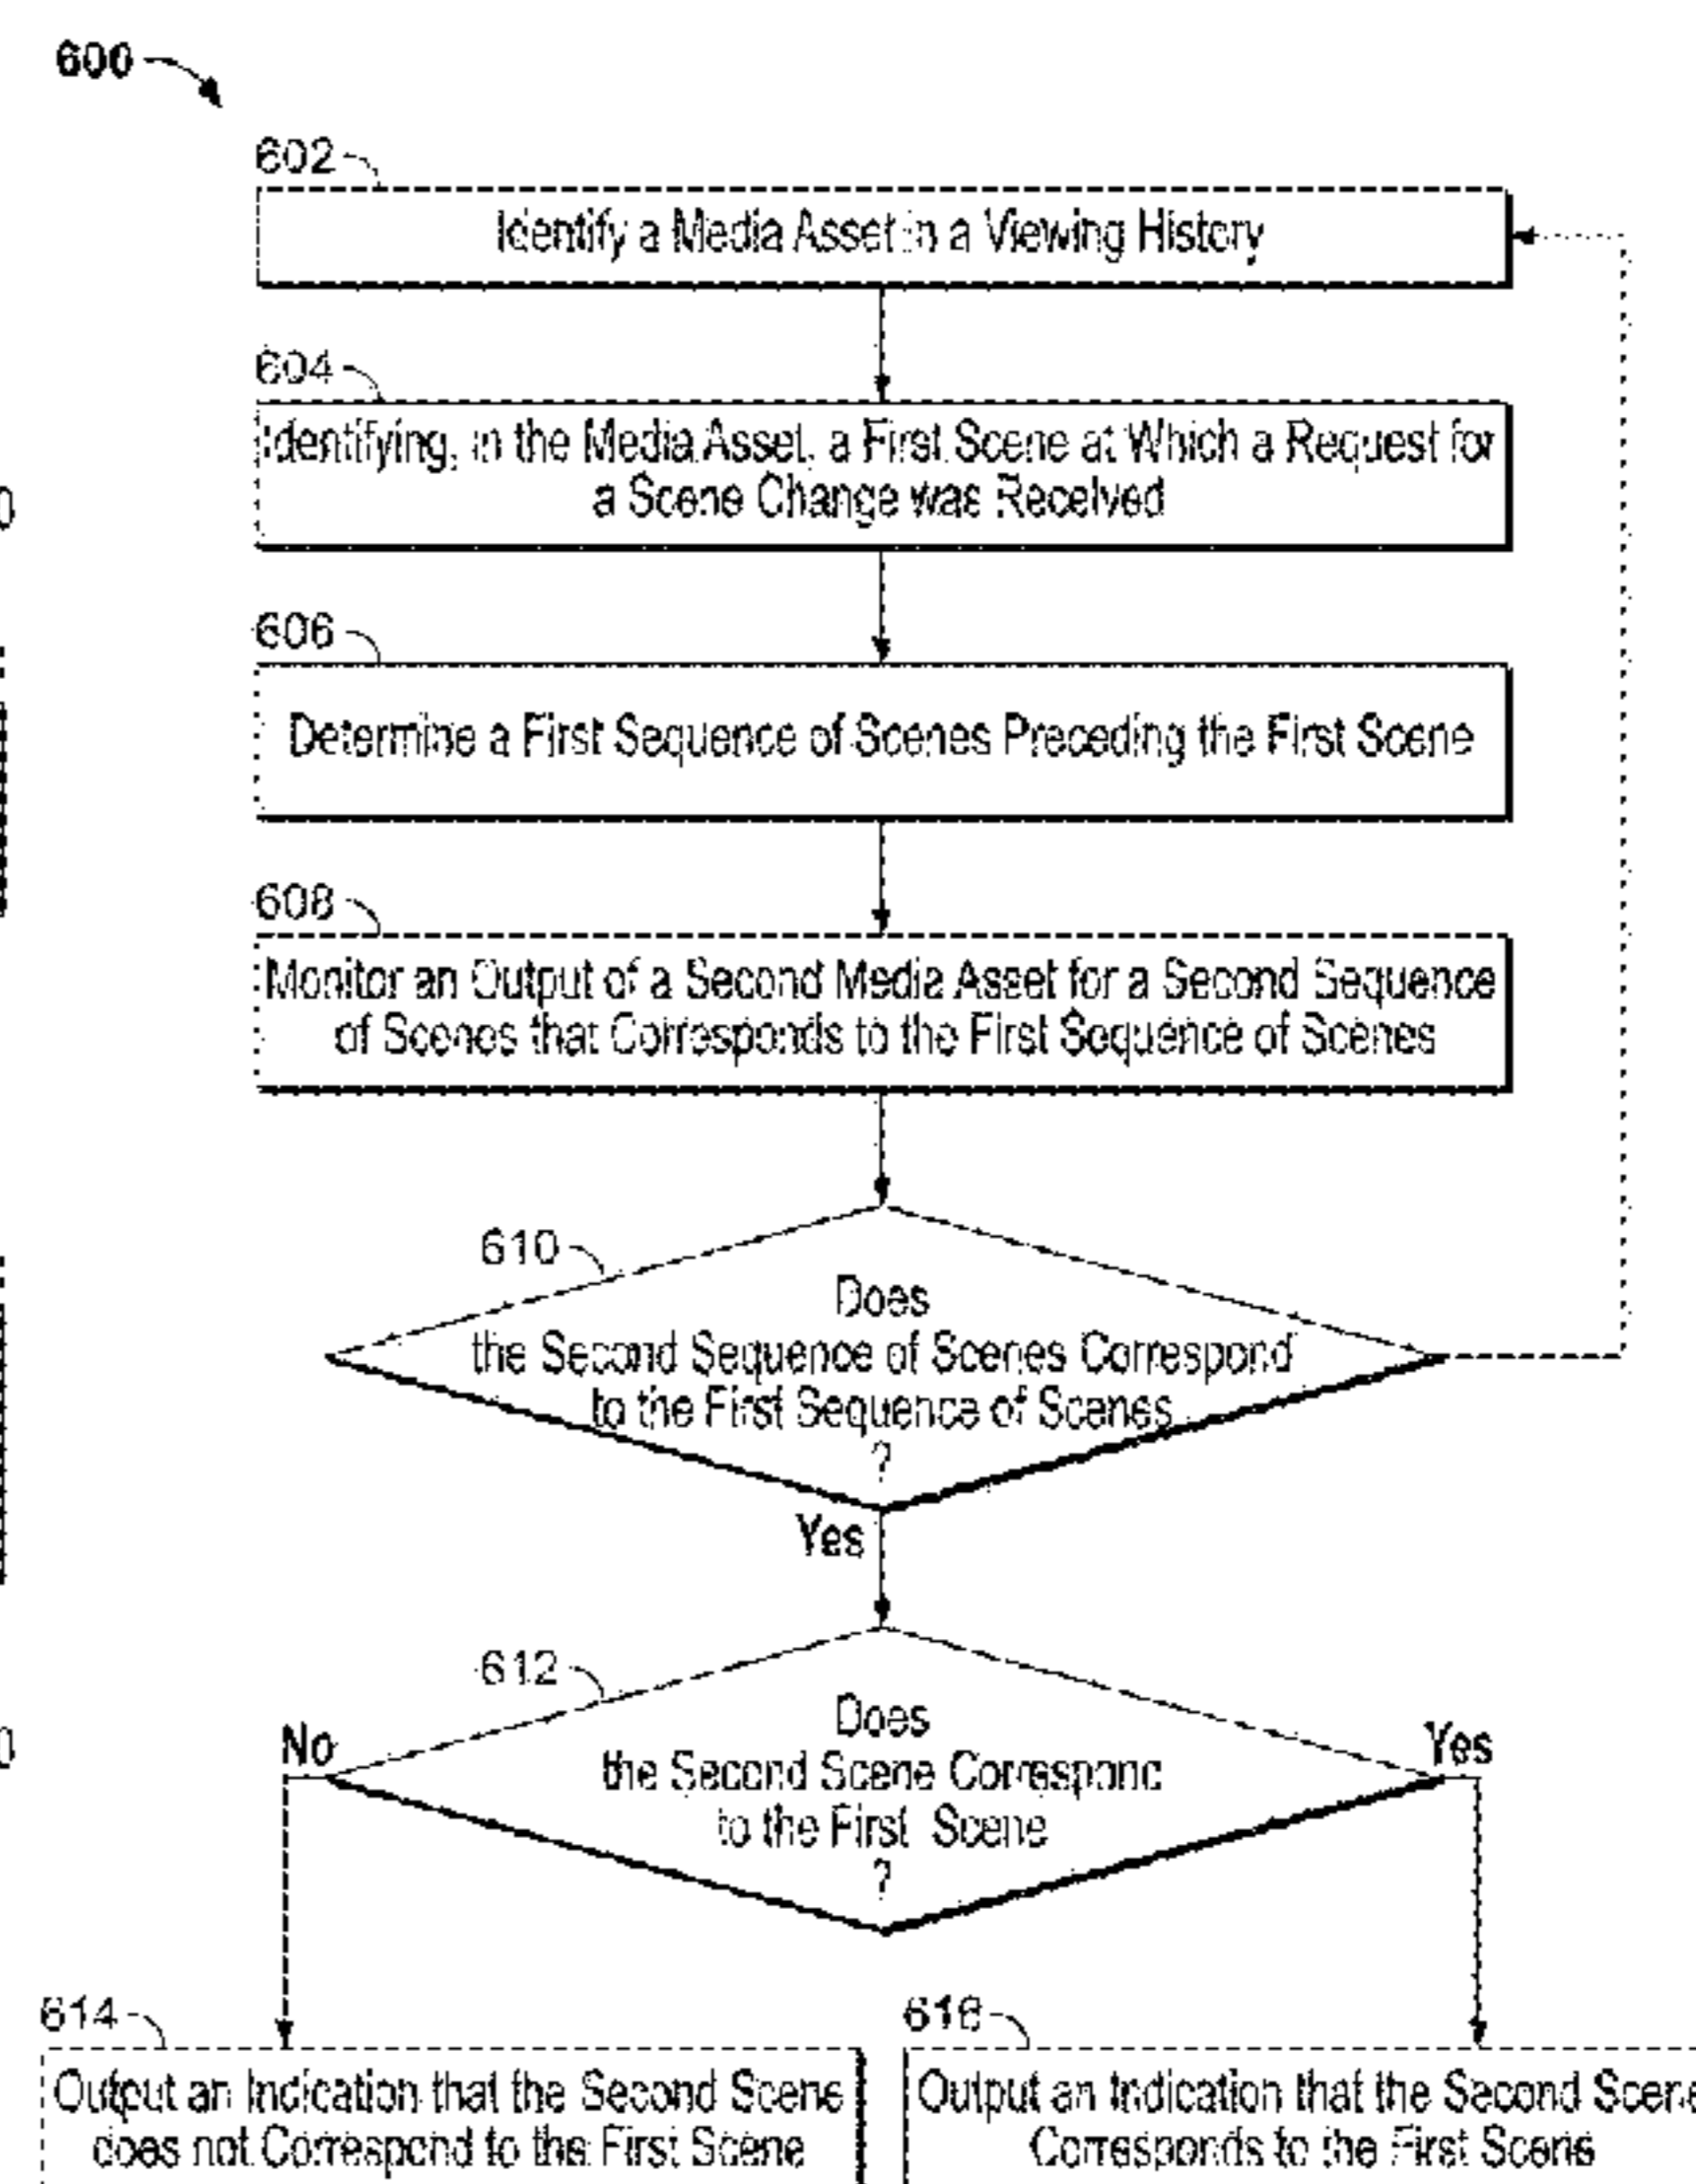 600
602
Identify a Media Asset in a Viewing History
604
Identifying, in the Media Asset, a First Scene at Which a Request for
a Scene Change was Received
606
Determine a First Sequence of Scenes Preceding the First Scene
608
Monitor an Output of a Second Media Asset for a Second Sequence
of Scenes that Corresponds to the First Sequence of Scenes
610
Does
the Second Sequence of Scenes Correspond
to the First Sequence of Scenes
?
Yes
612
Does
the Second Scene Correspond
to the First Scene
?
No
Yes
614
Output an Indication that the Second Scene
does not Correspond to the First Scene
616
Output an Indication that the Second Scene
Corresponds to the First Scene